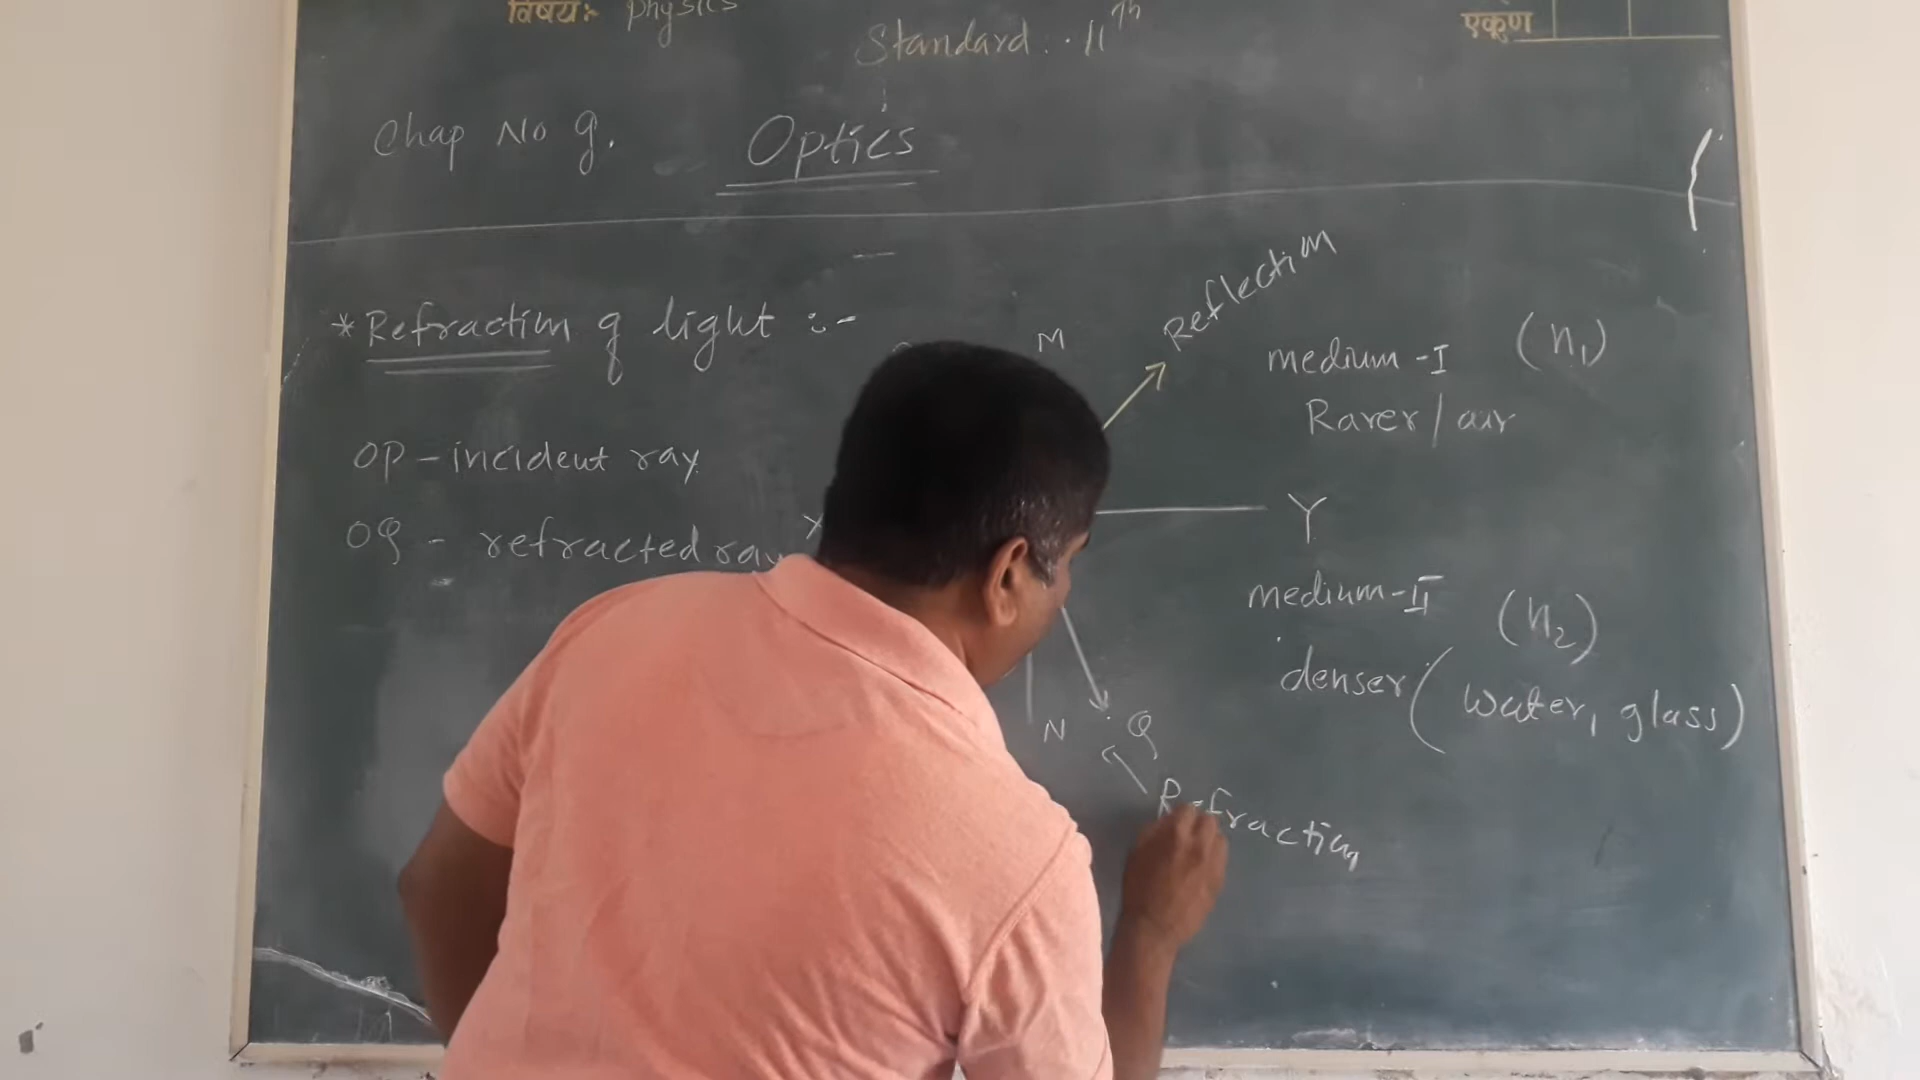 विषय:- Physics
एकूण
Standard :- 11th
Chap No 9.
Optics
* Refraction of light :-
Reflection
M
medium - I (n1)
Rarer / air
OP - incident ray
X
Y
OQ - refracted ray
medium - II (n2)
denser ( water, glass)
N
Q
Refraction